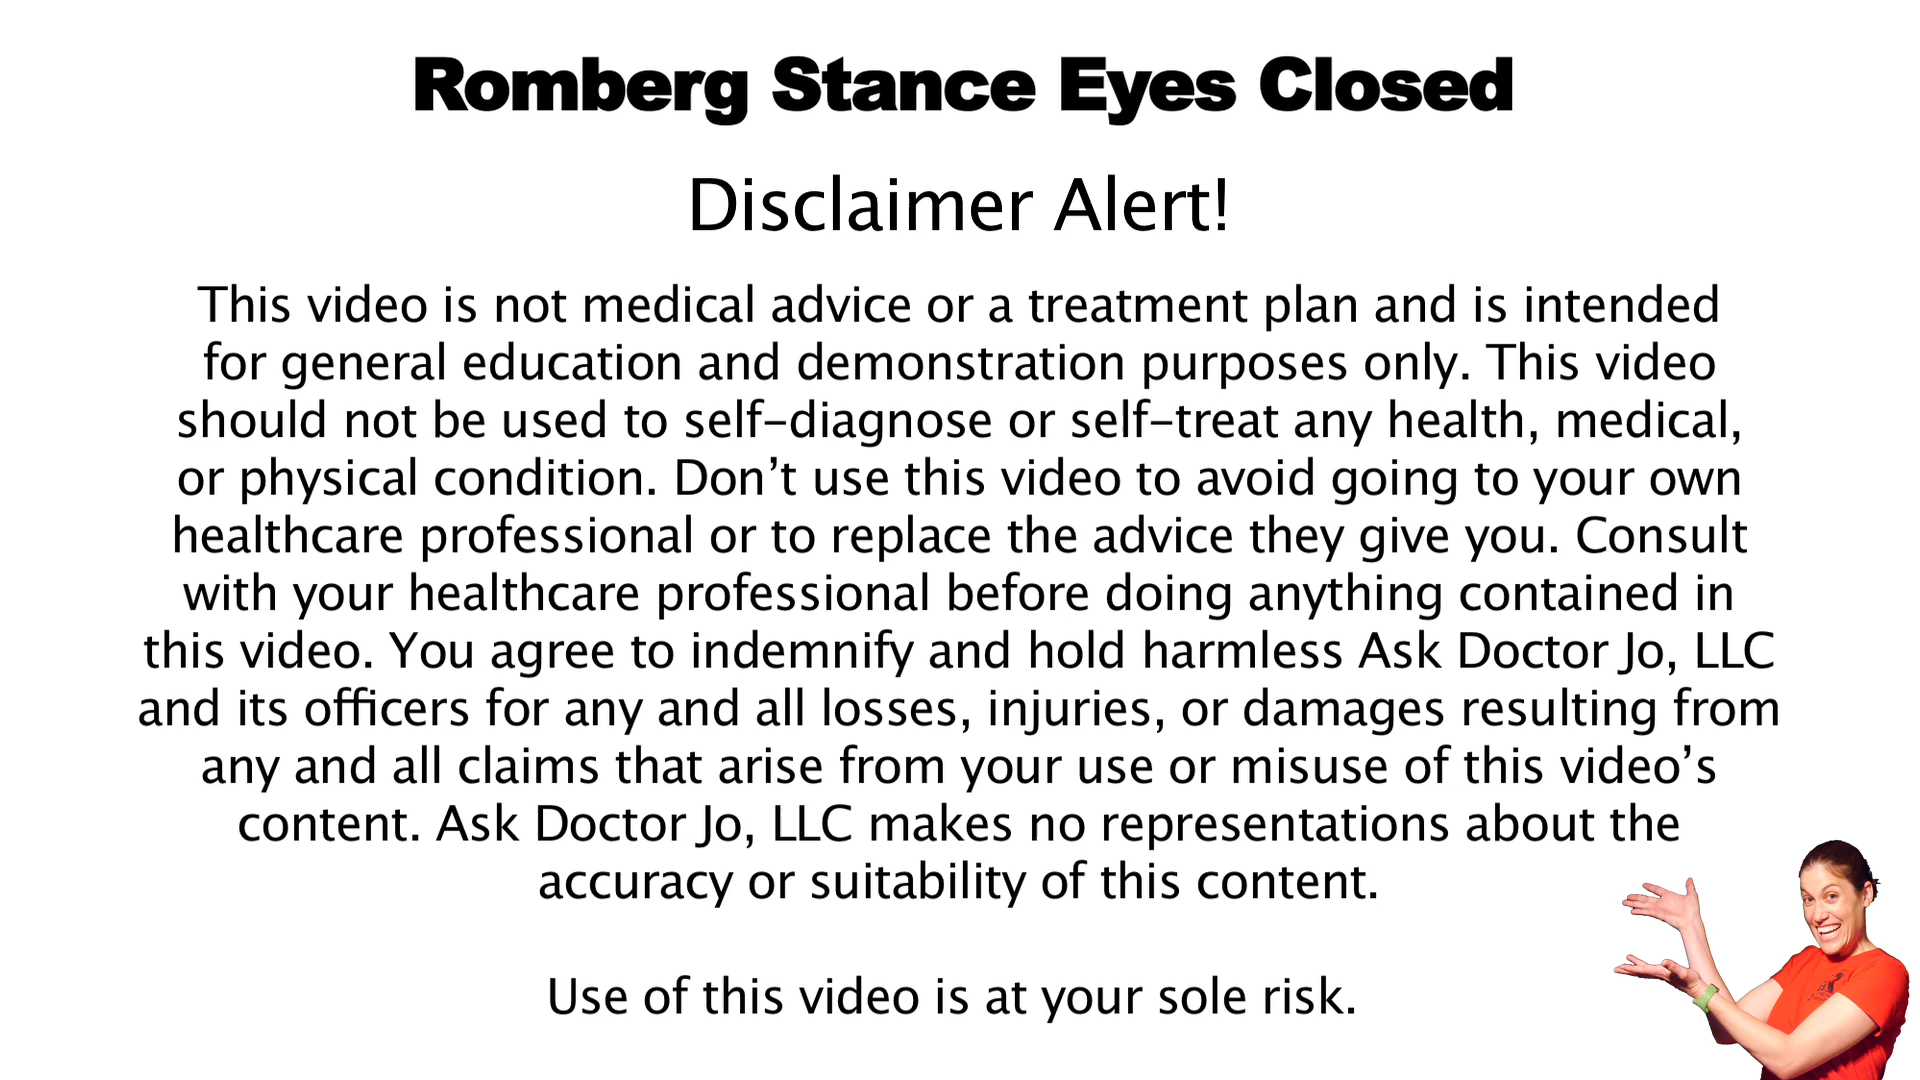 Romberg Stance Eyes Closed
Disclaimer Alert!
This video is not medical advice or a treatment plan and is intended
for general education and demonstration purposes only. This video
should not be used to self-diagnose or self-treat any health, medical,
or physical condition. Don’t use this video to avoid going to your own
healthcare professional or to replace the advice they give you. Consult
with your healthcare professional before doing anything contained in
this video. You agree to indemnify and hold harmless Ask Doctor Jo, LLC
and its officers for any and all losses, injuries, or damages resulting from
any and all claims that arise from your use or misuse of this video’s
content. Ask Doctor Jo, LLC makes no representations about the
accuracy or suitability of this content.
Use of this video is at your sole risk.